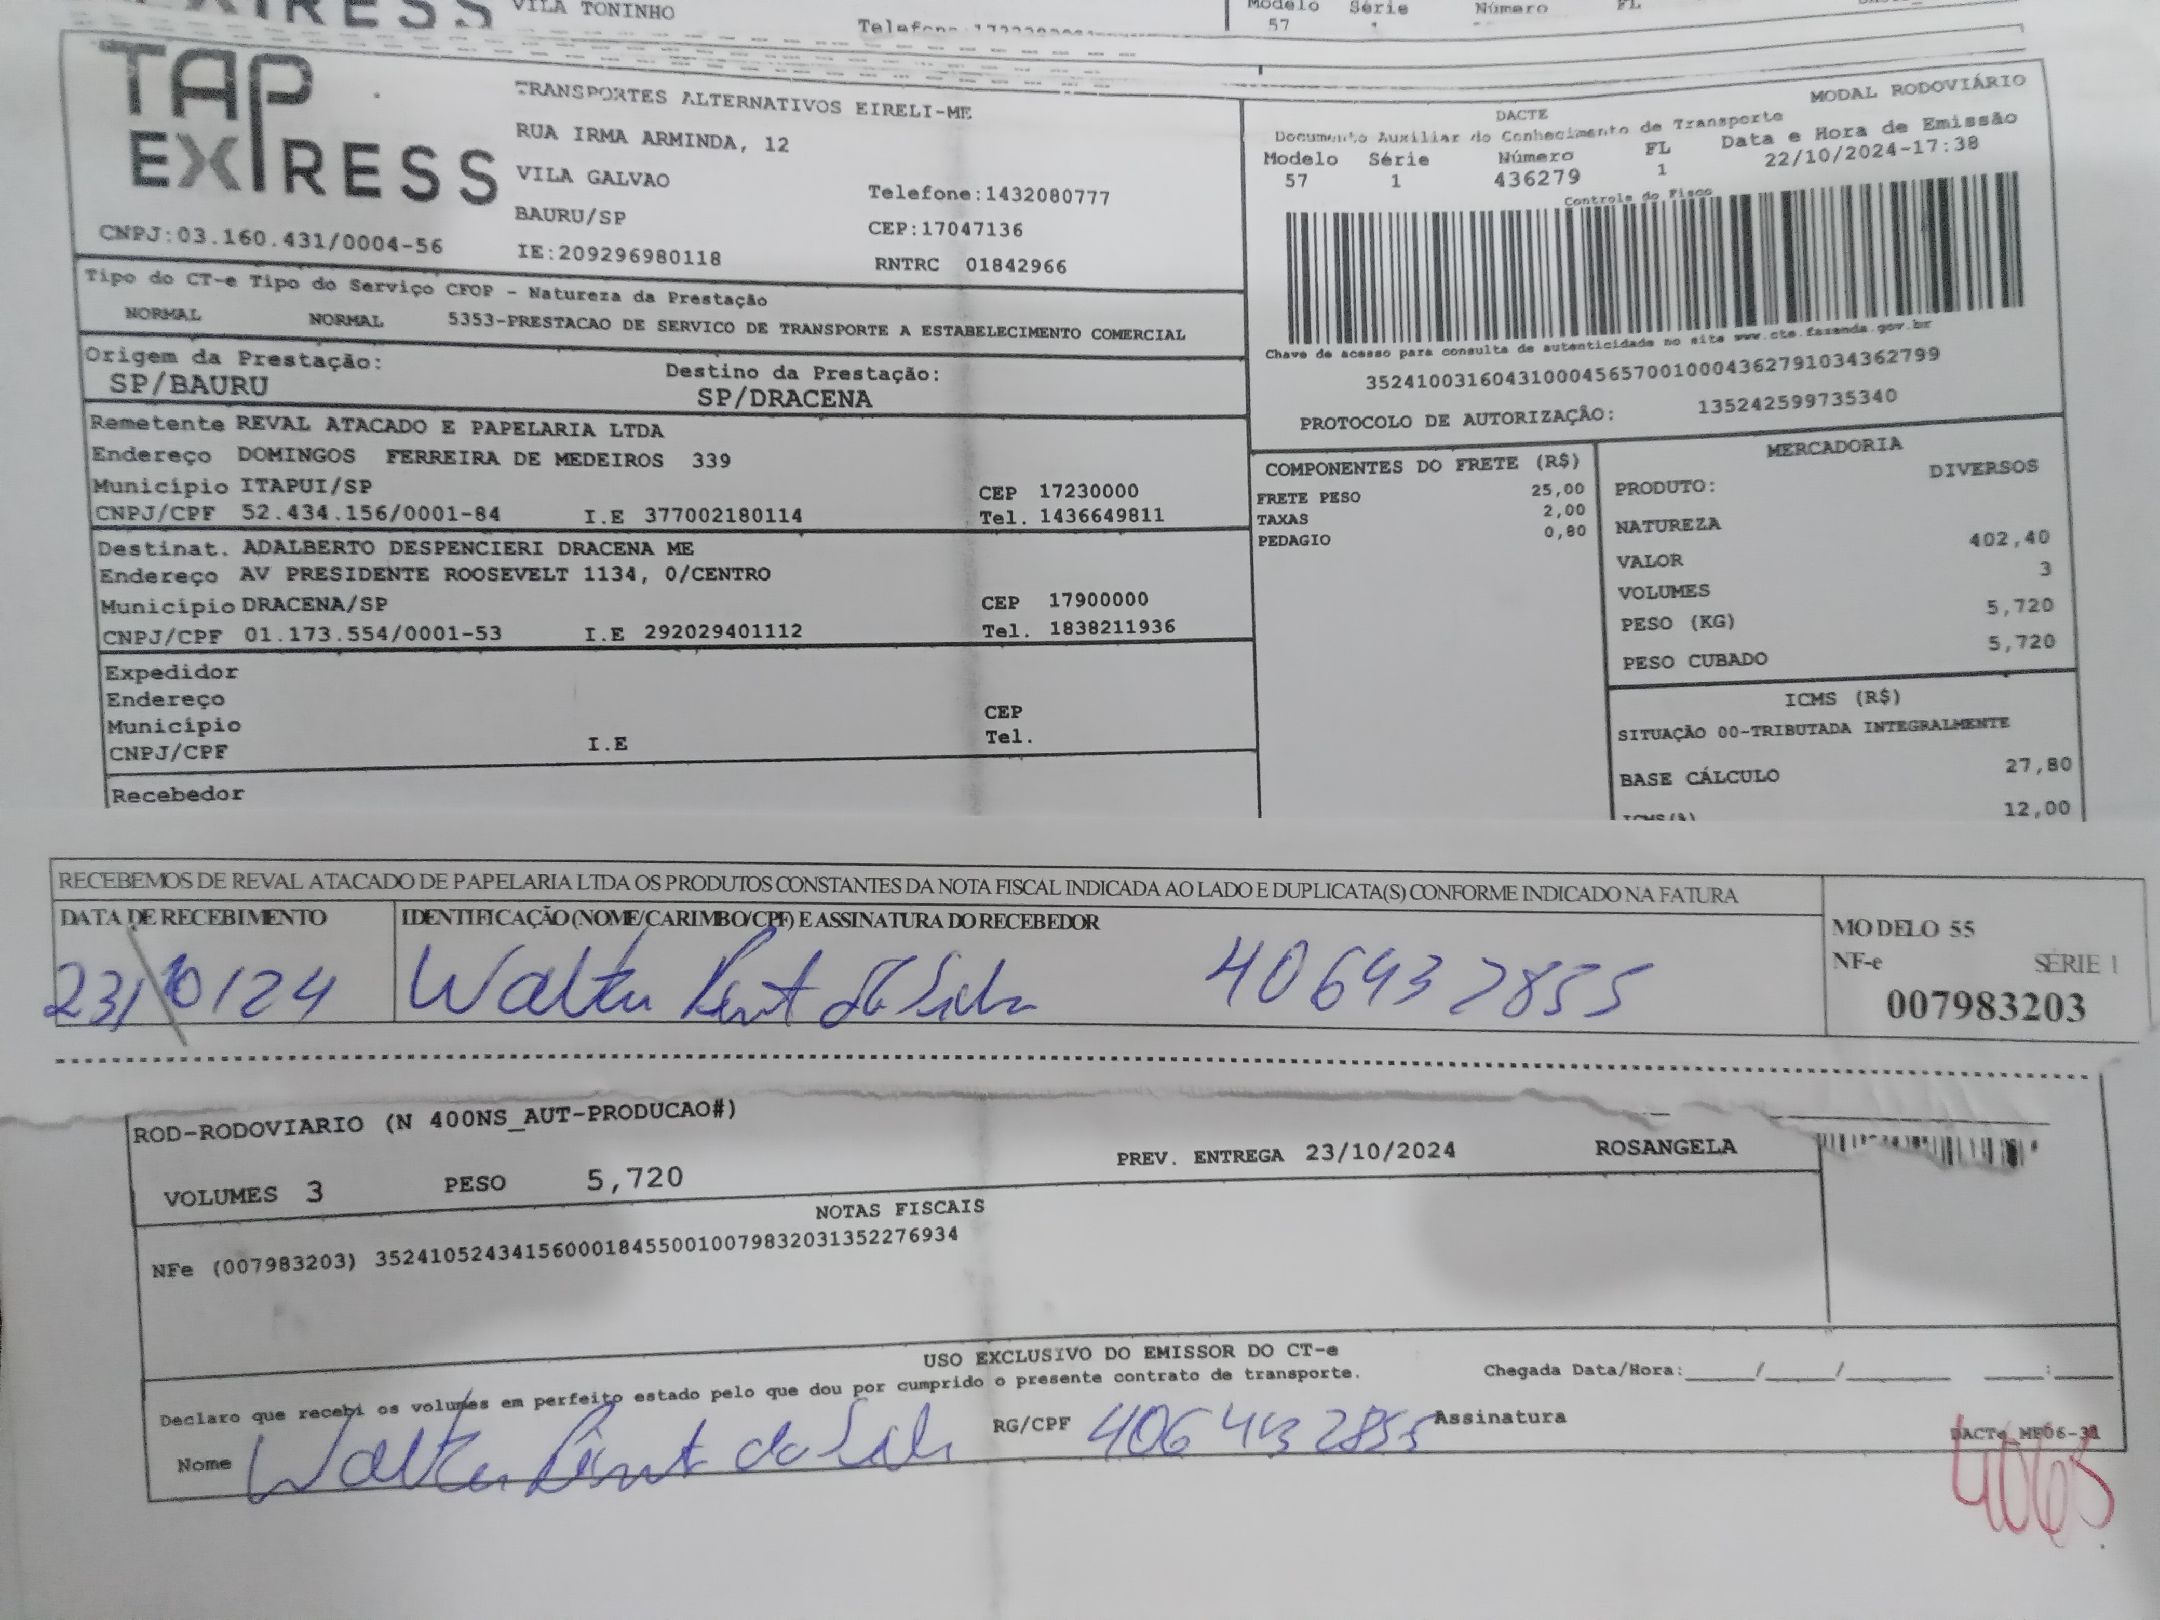 VILA TONINHO
Modelo Série Número FL
57 1
TAP EXPRESS
TRANSPORTES ALTERNATIVOS EIRELI-ME
RUA IRMA ARMINDA, 12
VILA GALVAO
BAURU/SP
Telefone:1432080777
CEP:17047136
CNPJ:03.160.431/0004-56
IE:209296980118
RNTRC 01842966
MODAL RODOVIÁRIO
DACTE
Documento Auxiliar do Conhecimento de Transporte
Modelo Série Número FL Data e Hora de Emissão
57 1 436279 1 22/10/2024-17:38
Controle do Fisco
Chave de acesso para consulta de autenticidade no site www.cte.fazenda.gov.br
35241003160431000456570010004362791034362799
PROTOCOLO DE AUTORIZAÇÃO: 135242599735340
Tipo do CT-e Tipo do Serviço CFOP - Natureza da Prestação
NORMAL NORMAL 5353-PRESTACAO DE SERVICO DE TRANSPORTE A ESTABELECIMENTO COMERCIAL
Origem da Prestação: Destino da Prestação:
SP/BAURU SP/DRACENA
Remetente REVAL ATACADO E PAPELARIA LTDA
Endereço DOMINGOS FERREIRA DE MEDEIROS 339
Município ITAPUI/SP CEP 17230000
CNPJ/CPF 52.434.156/0001-84 I.E 377002180114 Tel. 1436649811
Destinat. ADALBERTO DESPENCIERI DRACENA ME
Endereço AV PRESIDENTE ROOSEVELT 1134, 0/CENTRO
Município DRACENA/SP CEP 17900000
CNPJ/CPF 01.173.554/0001-53 I.E 292029401112 Tel. 1838211936
Expedidor
Endereço
Município CEP
CNPJ/CPF I.E Tel.
Recebedor
COMPONENTES DO FRETE (R$)
FRETE PESO 25,00
TAXAS 2,00
PEDAGIO 0,80
MERCADORIA
PRODUTO: DIVERSOS
NATUREZA
VALOR 402,40
VOLUMES 3
PESO (KG) 5,720
PESO CUBADO 5,720
ICMS (R$)
SITUAÇÃO 00-TRIBUTADA INTEGRALMENTE
BASE CÁLCULO 27,80
ICMS(%) 12,00
RECEBEMOS DE REVAL ATACADO DE PAPELARIA LTDA OS PRODUTOS CONSTANTES DA NOTA FISCAL INDICADA AO LADO E DUPLICATA(S) CONFORME INDICADO NA FATURA
DATA DE RECEBIMENTO IDENTIFICAÇÃO (NOME/CARIMBO/CPF) E ASSINATURA DO RECEBEDOR
23/10/24 Walter da Silva 4064932855
MODELO 55
NF-e SÉRIE 1
007983203
ROD-RODOVIARIO (N 400NS_AUT-PRODUCAO#)
VOLUMES 3 PESO 5,720 PREV. ENTREGA 23/10/2024 ROSANGELA
NOTAS FISCAIS
NFe (007983203) 35241052434156000184550010079832031352276934
USO EXCLUSIVO DO EMISSOR DO CT-e
Declaro que recebi os volumes em perfeito estado pelo que dou por cumprido o presente contrato de transporte. Chegada Data/Hora:_____/_____/_____ _____:_____
Nome Walter da Silva RG/CPF Assinatura
4065